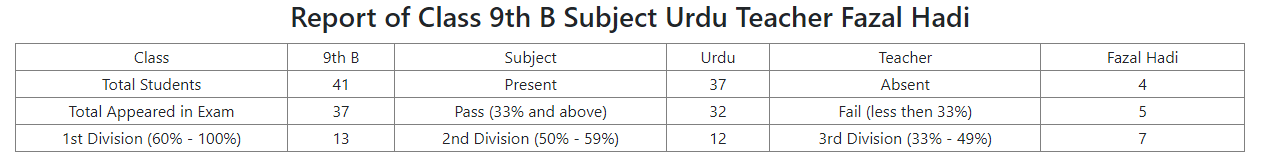 Report of Class 9th B Subject Urdu Teacher Fazal Hadi
Class 9th B Subject Urdu Teacher Fazal Hadi
Total Students 41 Present 37 Absent 4
Total Appeared in Exam 37 Pass (33% and above) 32 Fail (less then 33%) 5
1st Division (60% - 100%) 13 2nd Division (50% - 59%) 12 3rd Division (33% - 49%) 7